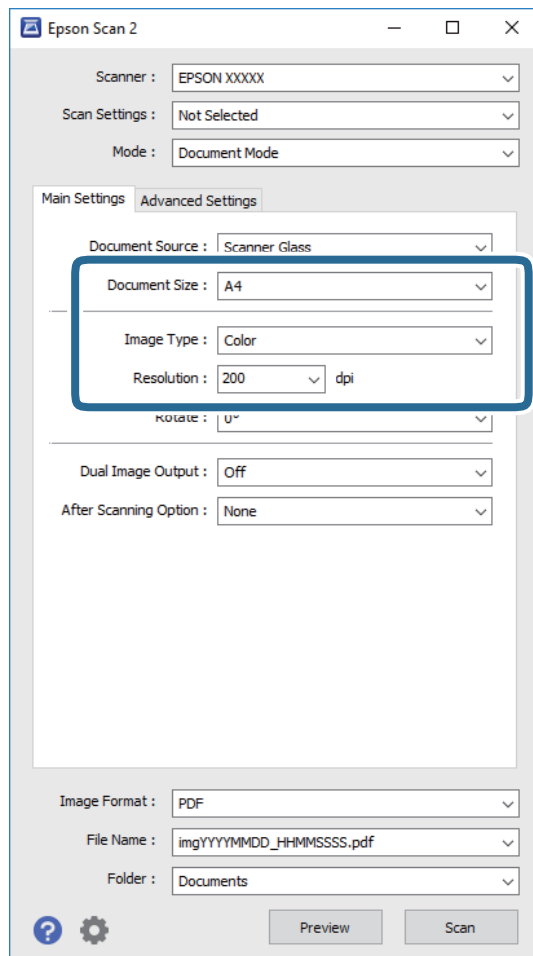 Epson Scan 2
Scanner : EPSON XXXXX
Scan Settings : Not Selected
Mode : Document Mode
Main Settings Advanced Settings
Document Source : Scanner Glass
Document Size : A4
Image Type : Color
Resolution : 200 dpi
Rotate : 0°
Dual Image Output : Off
After Scanning Option : None
Image Format : PDF
File Name : imgYYYYMMDD_HHMMSSSS.pdf
Folder : Documents
? Preview Scan